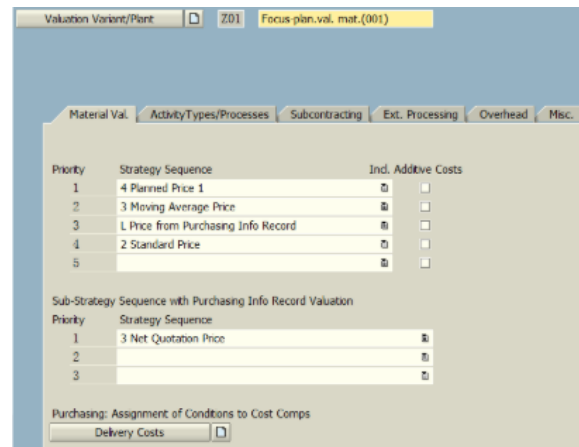 Valuation Variant/Plant Z01 Focus-plan.val. mat.(001)
Material Val. ActivityTypes/Processes Subcontracting Ext. Processing Overhead Misc.
Priority Strategy Sequence Incl. Additive Costs
1 4 Planned Price 1
2 3 Moving Average Price
3 L Price from Purchasing Info Record
4 2 Standard Price
5
Sub-Strategy Sequence with Purchasing Info Record Valuation
Priority Strategy Sequence
1 3 Net Quotation Price
2
3
Purchasing: Assignment of Conditions to Cost Comps
Delivery Costs